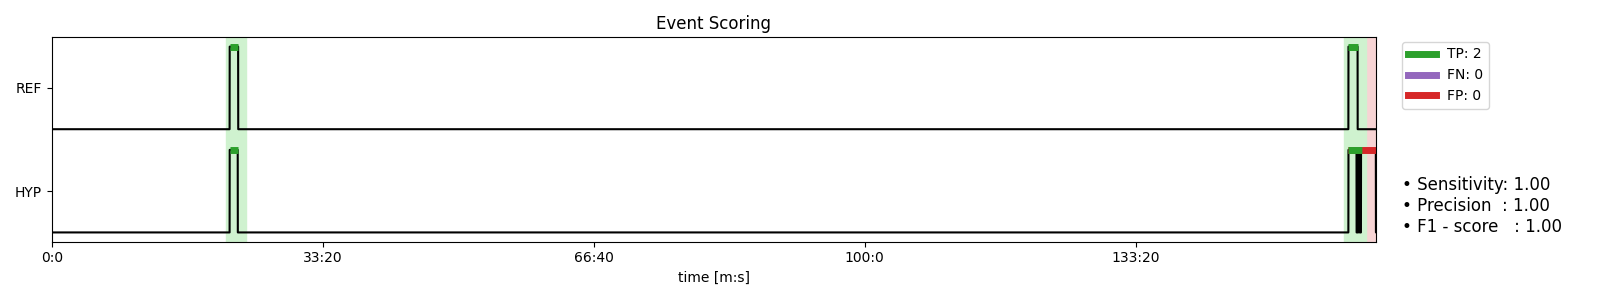 Event Scoring
REF
HYP
0:0
33:20
66:40
100:0
133:20
time [m:s]
TP: 2
FN: 0
FP: 0
• Sensitivity: 1.00
• Precision : 1.00
• F1 - score : 1.00